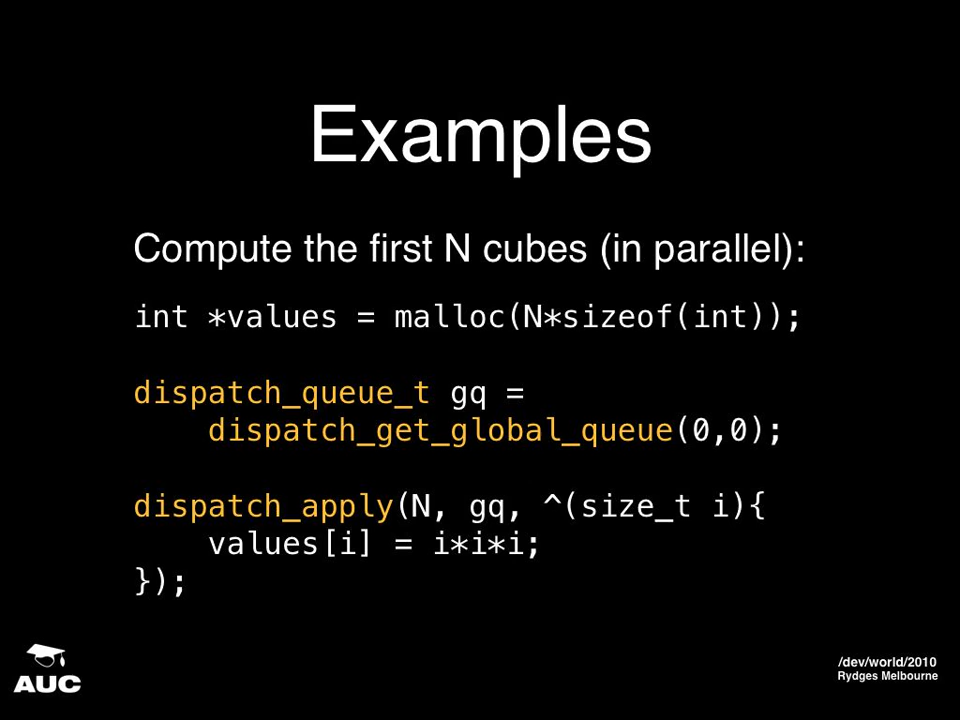 Examples
Compute the first N cubes (in parallel):
int *values = malloc(N*sizeof(int));
dispatch_queue_t gq =
    dispatch_get_global_queue(0,0);
dispatch_apply(N, gq, ^(size_t i){
    values[i] = i*i*i;
});
AUC
/dev/world/2010
Rydges Melbourne